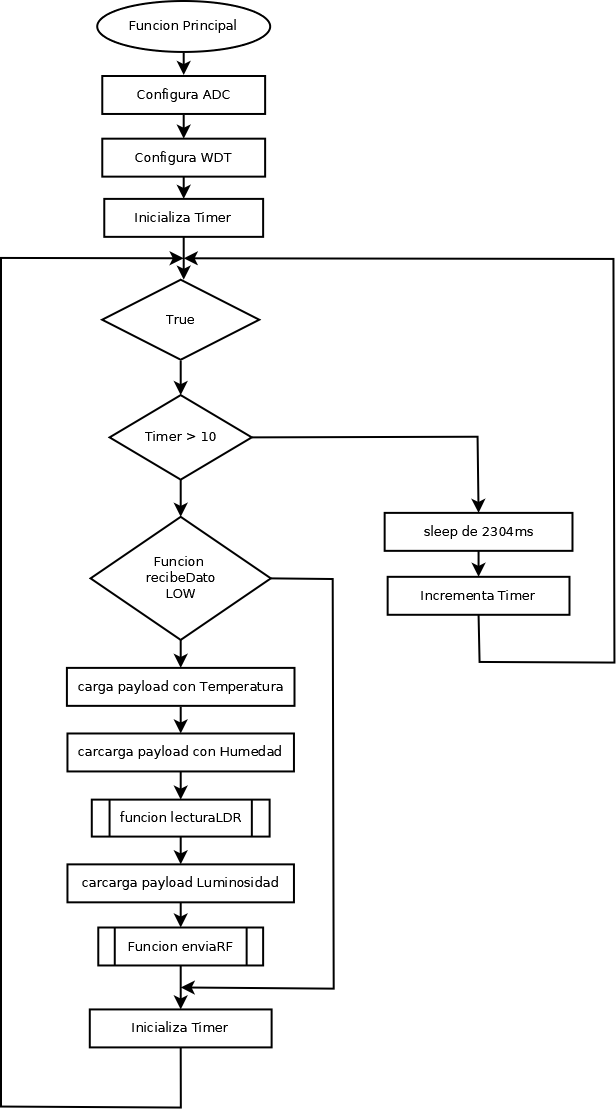 Funcion Principal
Configura ADC
Configura WDT
Inicializa Timer
True
Timer > 10
Funcion
recibeDato
LOW
sleep de 2304ms
Incrementa Timer
carga payload con Temperatura
carcarga payload con Humedad
funcion lecturaLDR
carcarga payload Luminosidad
Funcion enviaRF
Inicializa Timer